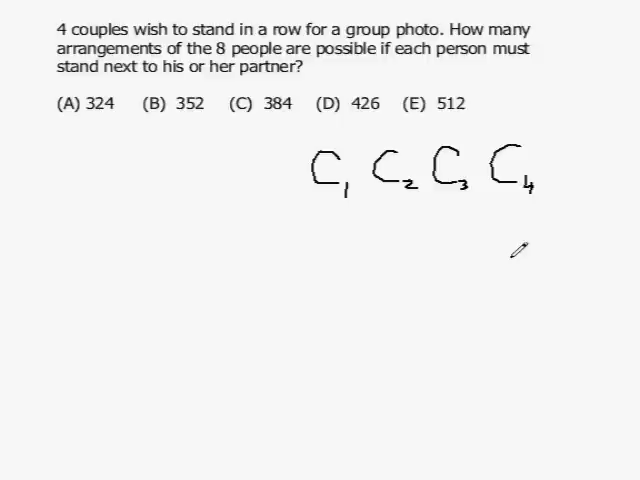 4 couples wish to stand in a row for a group photo. How many
arrangements of the 8 people are possible if each person must
stand next to his or her partner?
(A) 324 (B) 352 (C) 384 (D) 426 (E) 512
C₁ C₂ C₃ C₄